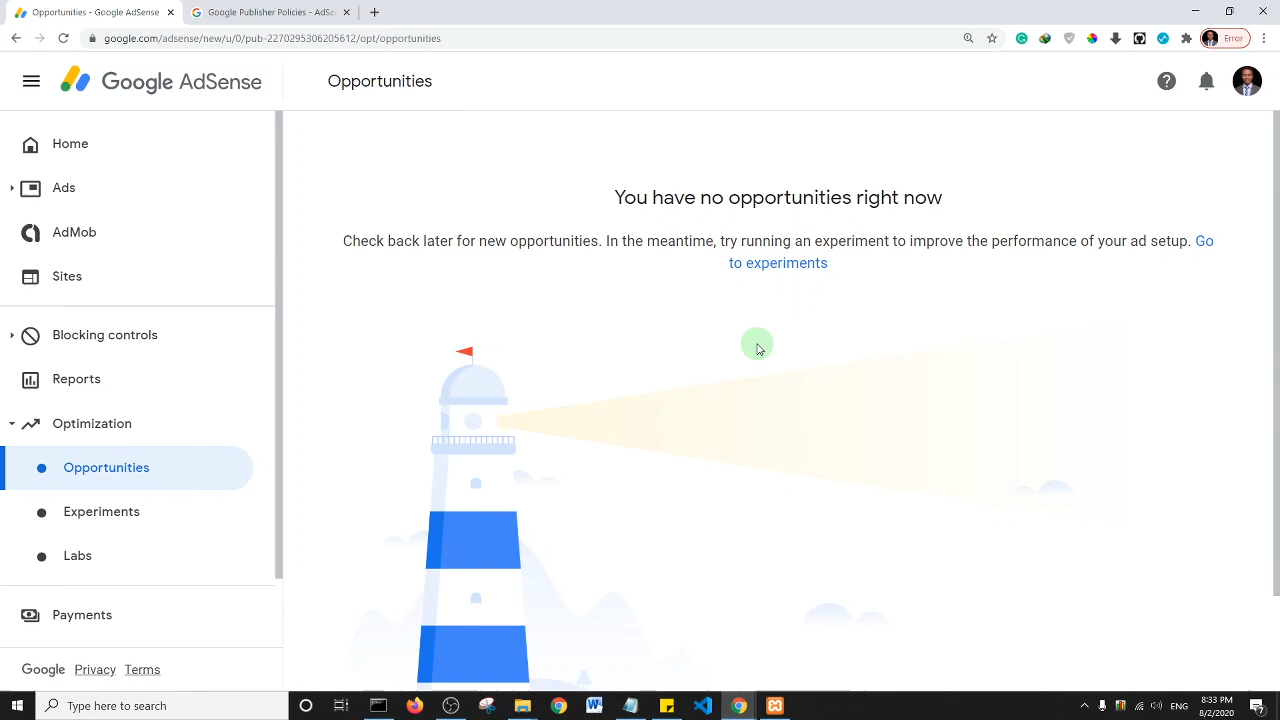 Opportunities - Google AdSense
Google Publisher Policies - AdSe
google.com/adsense/new/u/0/pub-2270295306205612/opt/opportunities
Error
Google AdSense
Opportunities
Home
Ads
AdMob
Sites
Blocking controls
Reports
Optimization
Opportunities
Experiments
Labs
Payments
Google Privacy Terms
You have no opportunities right now
Check back later for new opportunities. In the meantime, try running an experiment to improve the performance of your ad setup. Go
to experiments
Type here to search
ENG
8:33 PM
8/2/2020